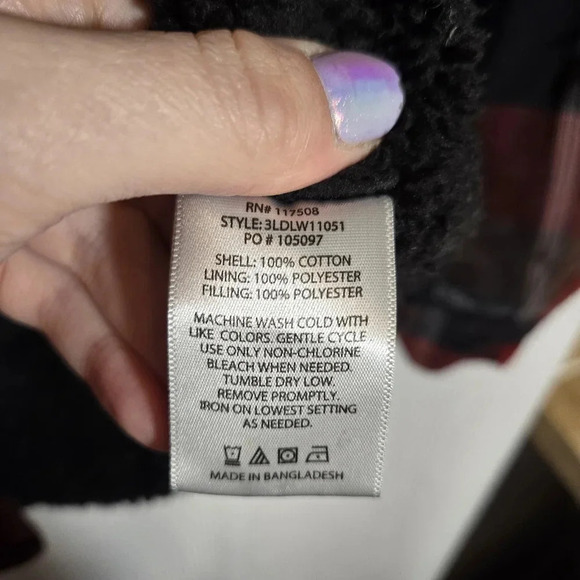 RN# 117508
STYLE: 3LDLW11051
PO # 105097
SHELL: 100% COTTON
LINING: 100% POLYESTER
FILLING: 100% POLYESTER
MACHINE WASH COLD WITH
LIKE COLORS. GENTLE CYCLE.
USE ONLY NON-CHLORINE
BLEACH WHEN NEEDED.
TUMBLE DRY LOW.
REMOVE PROMPTLY.
IRON ON LOWEST SETTING
AS NEEDED.
MADE IN BANGLADESH